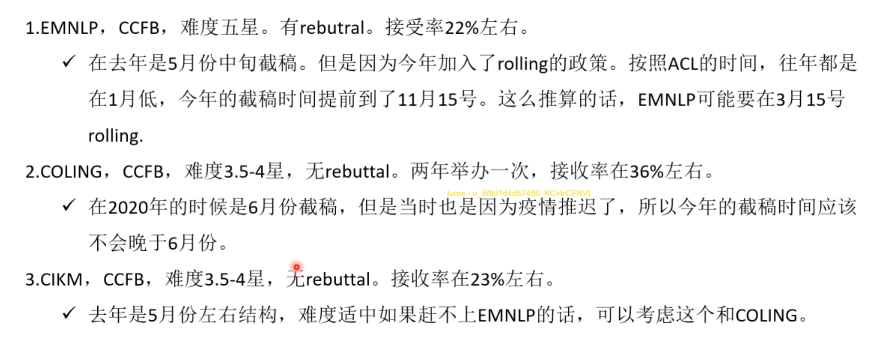 1.EMNLP，CCFB，难度五星。有rebutral。接受率22%左右。
✓ 在去年是5月份中旬截稿。但是因为今年加入了rolling的政策。按照ACL的时间，往年都是
在1月低，今年的截稿时间提前到了11月15号。这么推算的话，EMNLP可能要在3月15号
rolling.
2.COLING，CCFB，难度3.5-4星，无rebuttal。两年举办一次，接收率在36%左右。
✓ 在2020年的时候是6月份截稿，但是当时也是因为疫情推迟了，所以今年的截稿时间应该
不会晚于6月份。
3.CIKM，CCFB，难度3.5-4星，无rebuttal。接收率在23%左右。
✓ 去年是5月份左右结构，难度适中如果赶不上EMNLP的话，可以考虑这个和COLING。